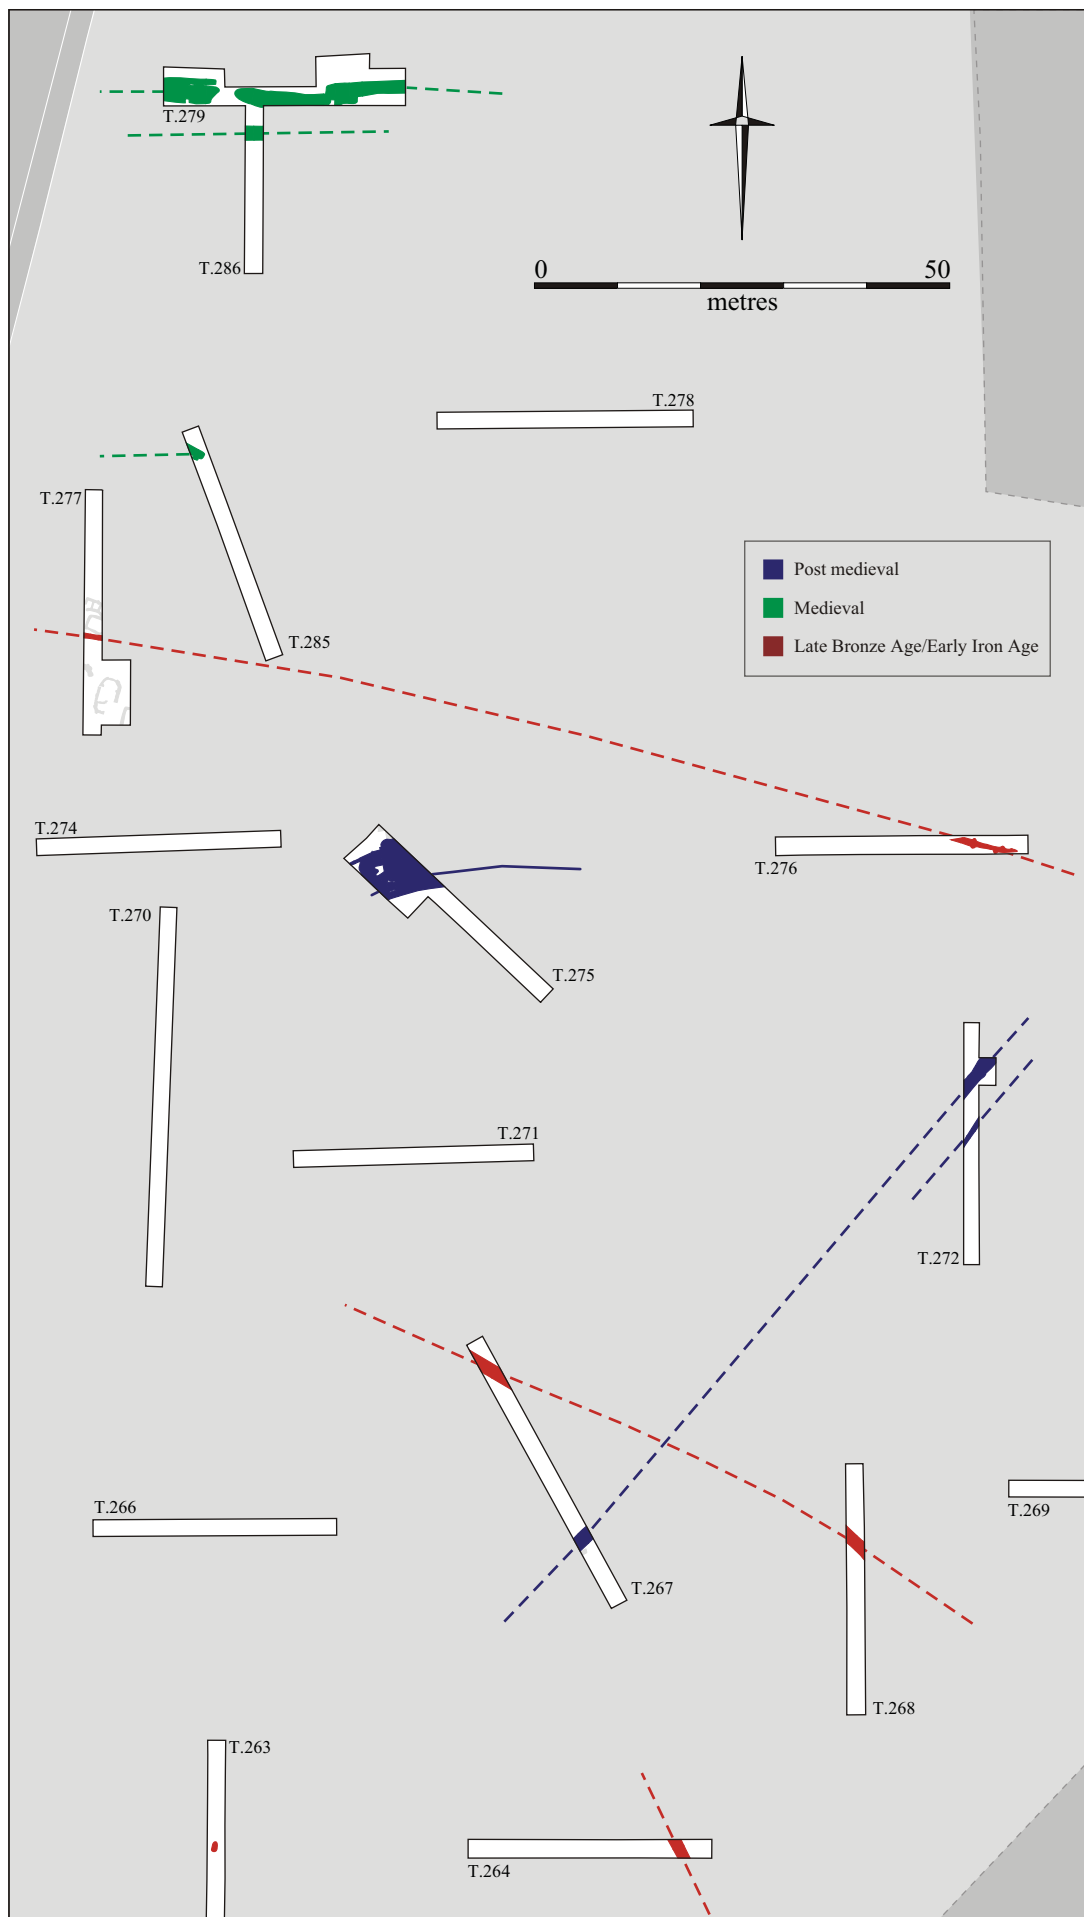 T.279
T.286
0 50
metres
T.278
T.277
T.285
Post medieval
Medieval
Late Bronze Age/Early Iron Age
T.274
T.276
T.270
T.275
T.271
T.272
T.266
T.269
T.267
T.268
T.263
T.264